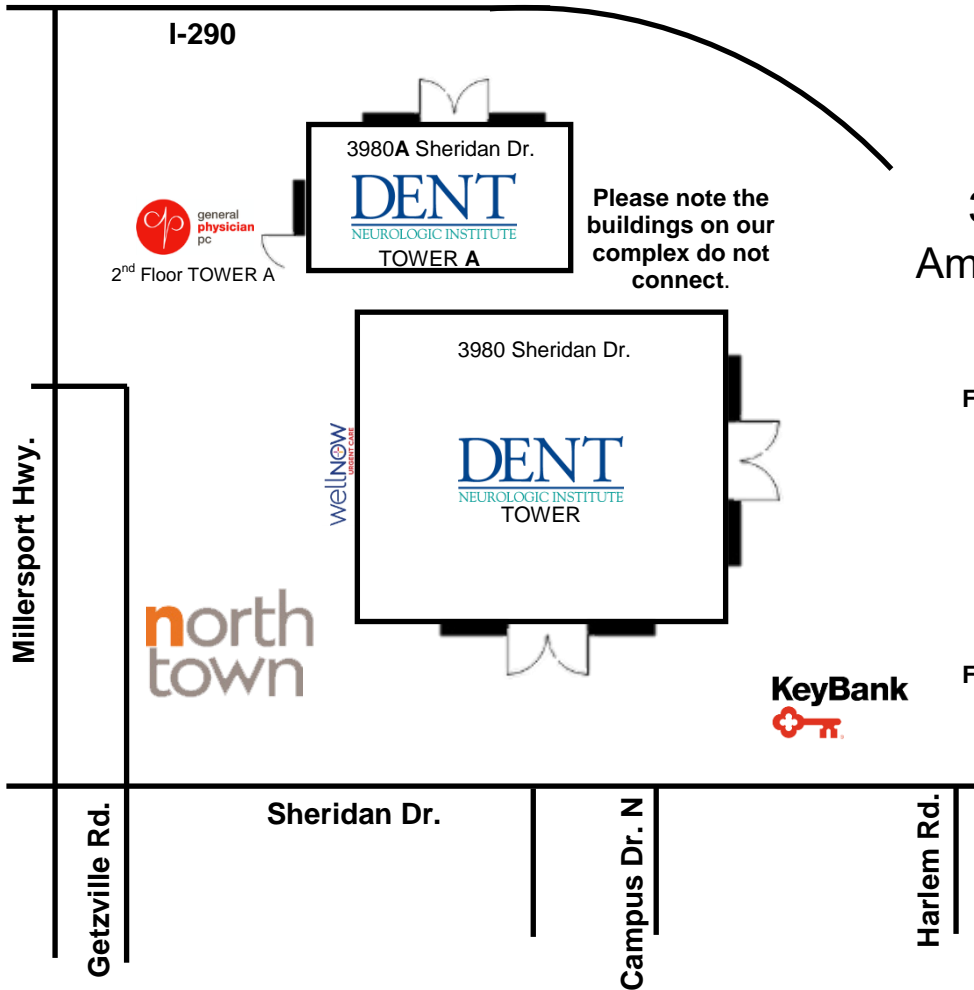 I-290
3980A Sheridan Dr.
DENT
NEUROLOGIC INSTITUTE
TOWER A
general
physician
pc
2nd Floor TOWER A
Please note the
buildings on our
complex do not
connect.
3980 Sheridan Dr.
DENT
NEUROLOGIC INSTITUTE
TOWER
wellNOW
URGENT CARE
Millersport Hwy.
north
town
KeyBank
Sheridan Dr.
Getzville Rd.
Campus Dr. N
Harlem Rd.
3
Am
F
F